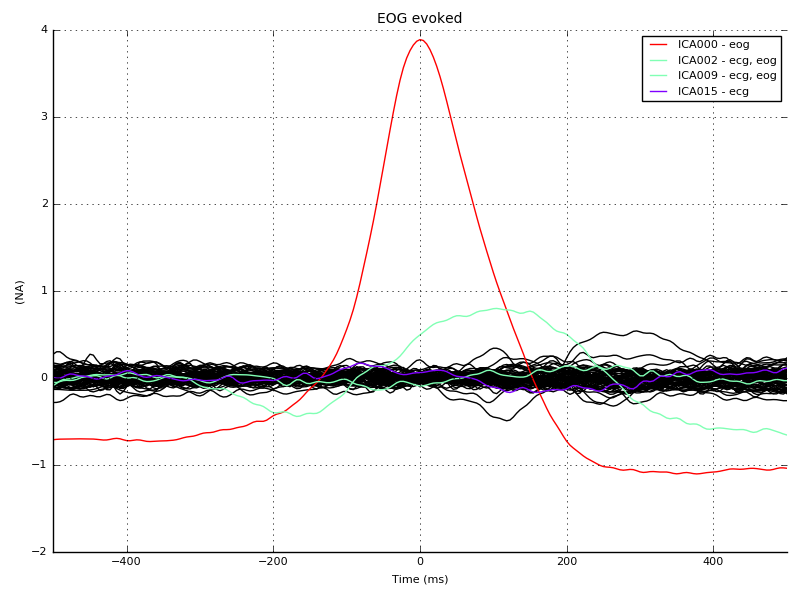 EOG evoked
4
3
2
1
0
−1
−2
(NA)
−400
−200
0
200
400
Time (ms)
ICA000 - eog
ICA002 - ecg, eog
ICA009 - ecg, eog
ICA015 - ecg